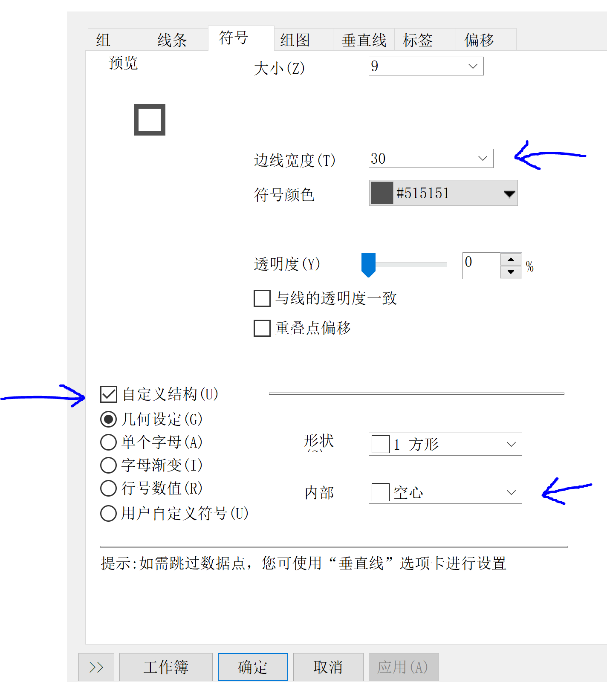 组 线条 符号 组图 垂直线 标签 偏移
预览
大小(Z) 9
边线宽度(T) 30
符号颜色 #515151
透明度(Y) 0 %
与线的透明度一致
重叠点偏移
自定义结构(U)
几何设定(G)
单个字母(A) 形状 1 方形
字母渐变(I)
行号数值(R) 内部 空心
用户自定义符号(U)
提示:如需跳过数据点，您可使用“垂直线”选项卡进行设置
>> 工作簿 确定 取消 应用(A)